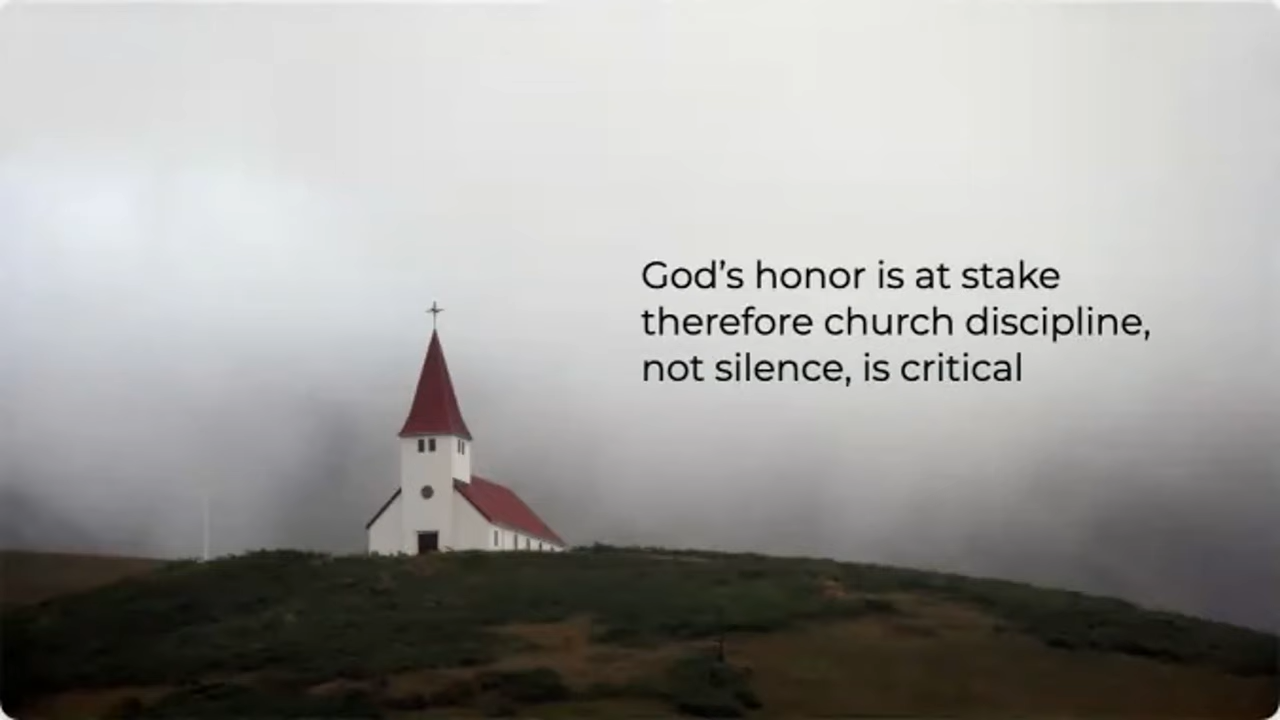 God’s honor is at stake
therefore church discipline,
not silence, is critical